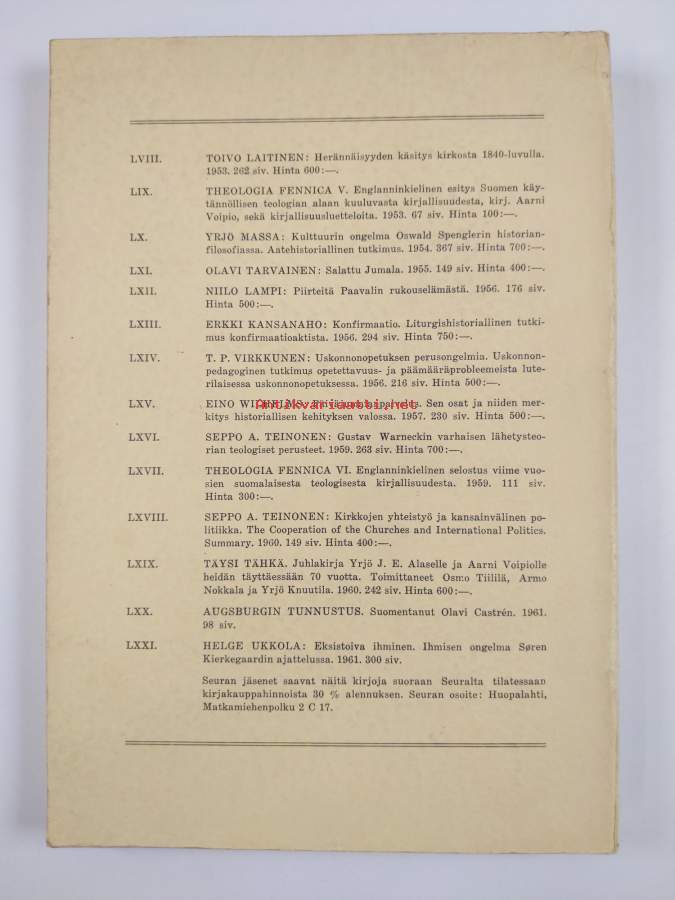 LVIII. TOIVO LAITINEN: Herännäisyyden käsitys kirkosta 1840-luvulla.
1953. 262 siv. Hinta 600:—.
LIX. THEOLOGIA FENNICA V. Englanninkielinen esitys Suomen käy-
tännöllisen teologian alaan kuuluvasta kirjallisuudesta, kirj. Aarni
Voipio, sekä kirjallisuusluetteloita. 1953. 67 siv. Hinta 100:—.
LX. YRJÖ MASSA: Kulttuurin ongelma Oswald Spenglerin historian-
filosofiassa. Aatehistoriallinen tutkimus. 1954. 367 siv. Hinta 700:—.
LXI. OLAVI TARVAINEN: Salattu Jumala. 1955. 149 siv. Hinta 400:—.
LXII. NIILO LAMPI: Piirteitä Paavalin rukouselämästä. 1956. 176 siv.
Hinta 500:—.
LXIII. ERKKI KANSANAHO: Konfirmaatio. Liturgishistoriallinen tutki-
mus konfirmaatioaktista. 1956. 294 siv. Hinta 750:—.
LXIV. T. P. VIRKKUNEN: Uskonnonopetuksen perusongelmia. Uskonnon-
pedagoginen tutkimus opetettavuus- ja päämääräprobleemeista lute-
rilaisessa uskonnonopetuksessa. 1956. 216 siv. Hinta 500:—.
LXV. EINO Sen osat ja niiden mer-
Antikvariaatti.net
kitys historiallisen kehityksen valossa. 1957. 230 siv. Hinta 500:—.
LXVI. SEPPO A. TEINONEN: Gustav Warneckin varhaisen lähetysteo-
rian teologiset perusteet. 1959. 263 siv. Hinta 700:—.
LXVII. THEOLOGIA FENNICA VI. Englanninkielinen selostus viime vuo-
sien suomalaisesta teologisesta kirjallisuudesta. 1959. 111 siv.
Hinta 300:—.
LXVIII. SEPPO A. TEINONEN: Kirkkojen yhteistyö ja kansainvälinen po-
litiikka. The Cooperation of the Churches and International Politics.
Summary. 1960. 149 siv. Hinta 400:—.
LXIX. TÄYSI TÄHKÄ. Juhlakirja Yrjö J. E. Alaselle ja Aarni Voipiolle
heidän täyttäessään 70 vuotta. Toimittaneet Osmo Tiililä, Armo
Nokkala ja Yrjö Knuutila. 1960. 242 siv. Hinta 600:—.
LXX. AUGSBURGIN TUNNUSTUS. Suomentanut Olavi Castrén. 1961.
98 siv.
LXXI. HELGE UKKOLA: Eksistoiva ihminen. Ihmisen ongelma Søren
Kierkegaardin ajattelussa. 1961. 300 siv.
Seuran jäsenet saavat näitä kirjoja suoraan Seuralta tilatessaan
kirjakauppahinnoista 30 % alennuksen. Seuran osoite: Huopalahti,
Matkamiehenpolku 2 C 17.